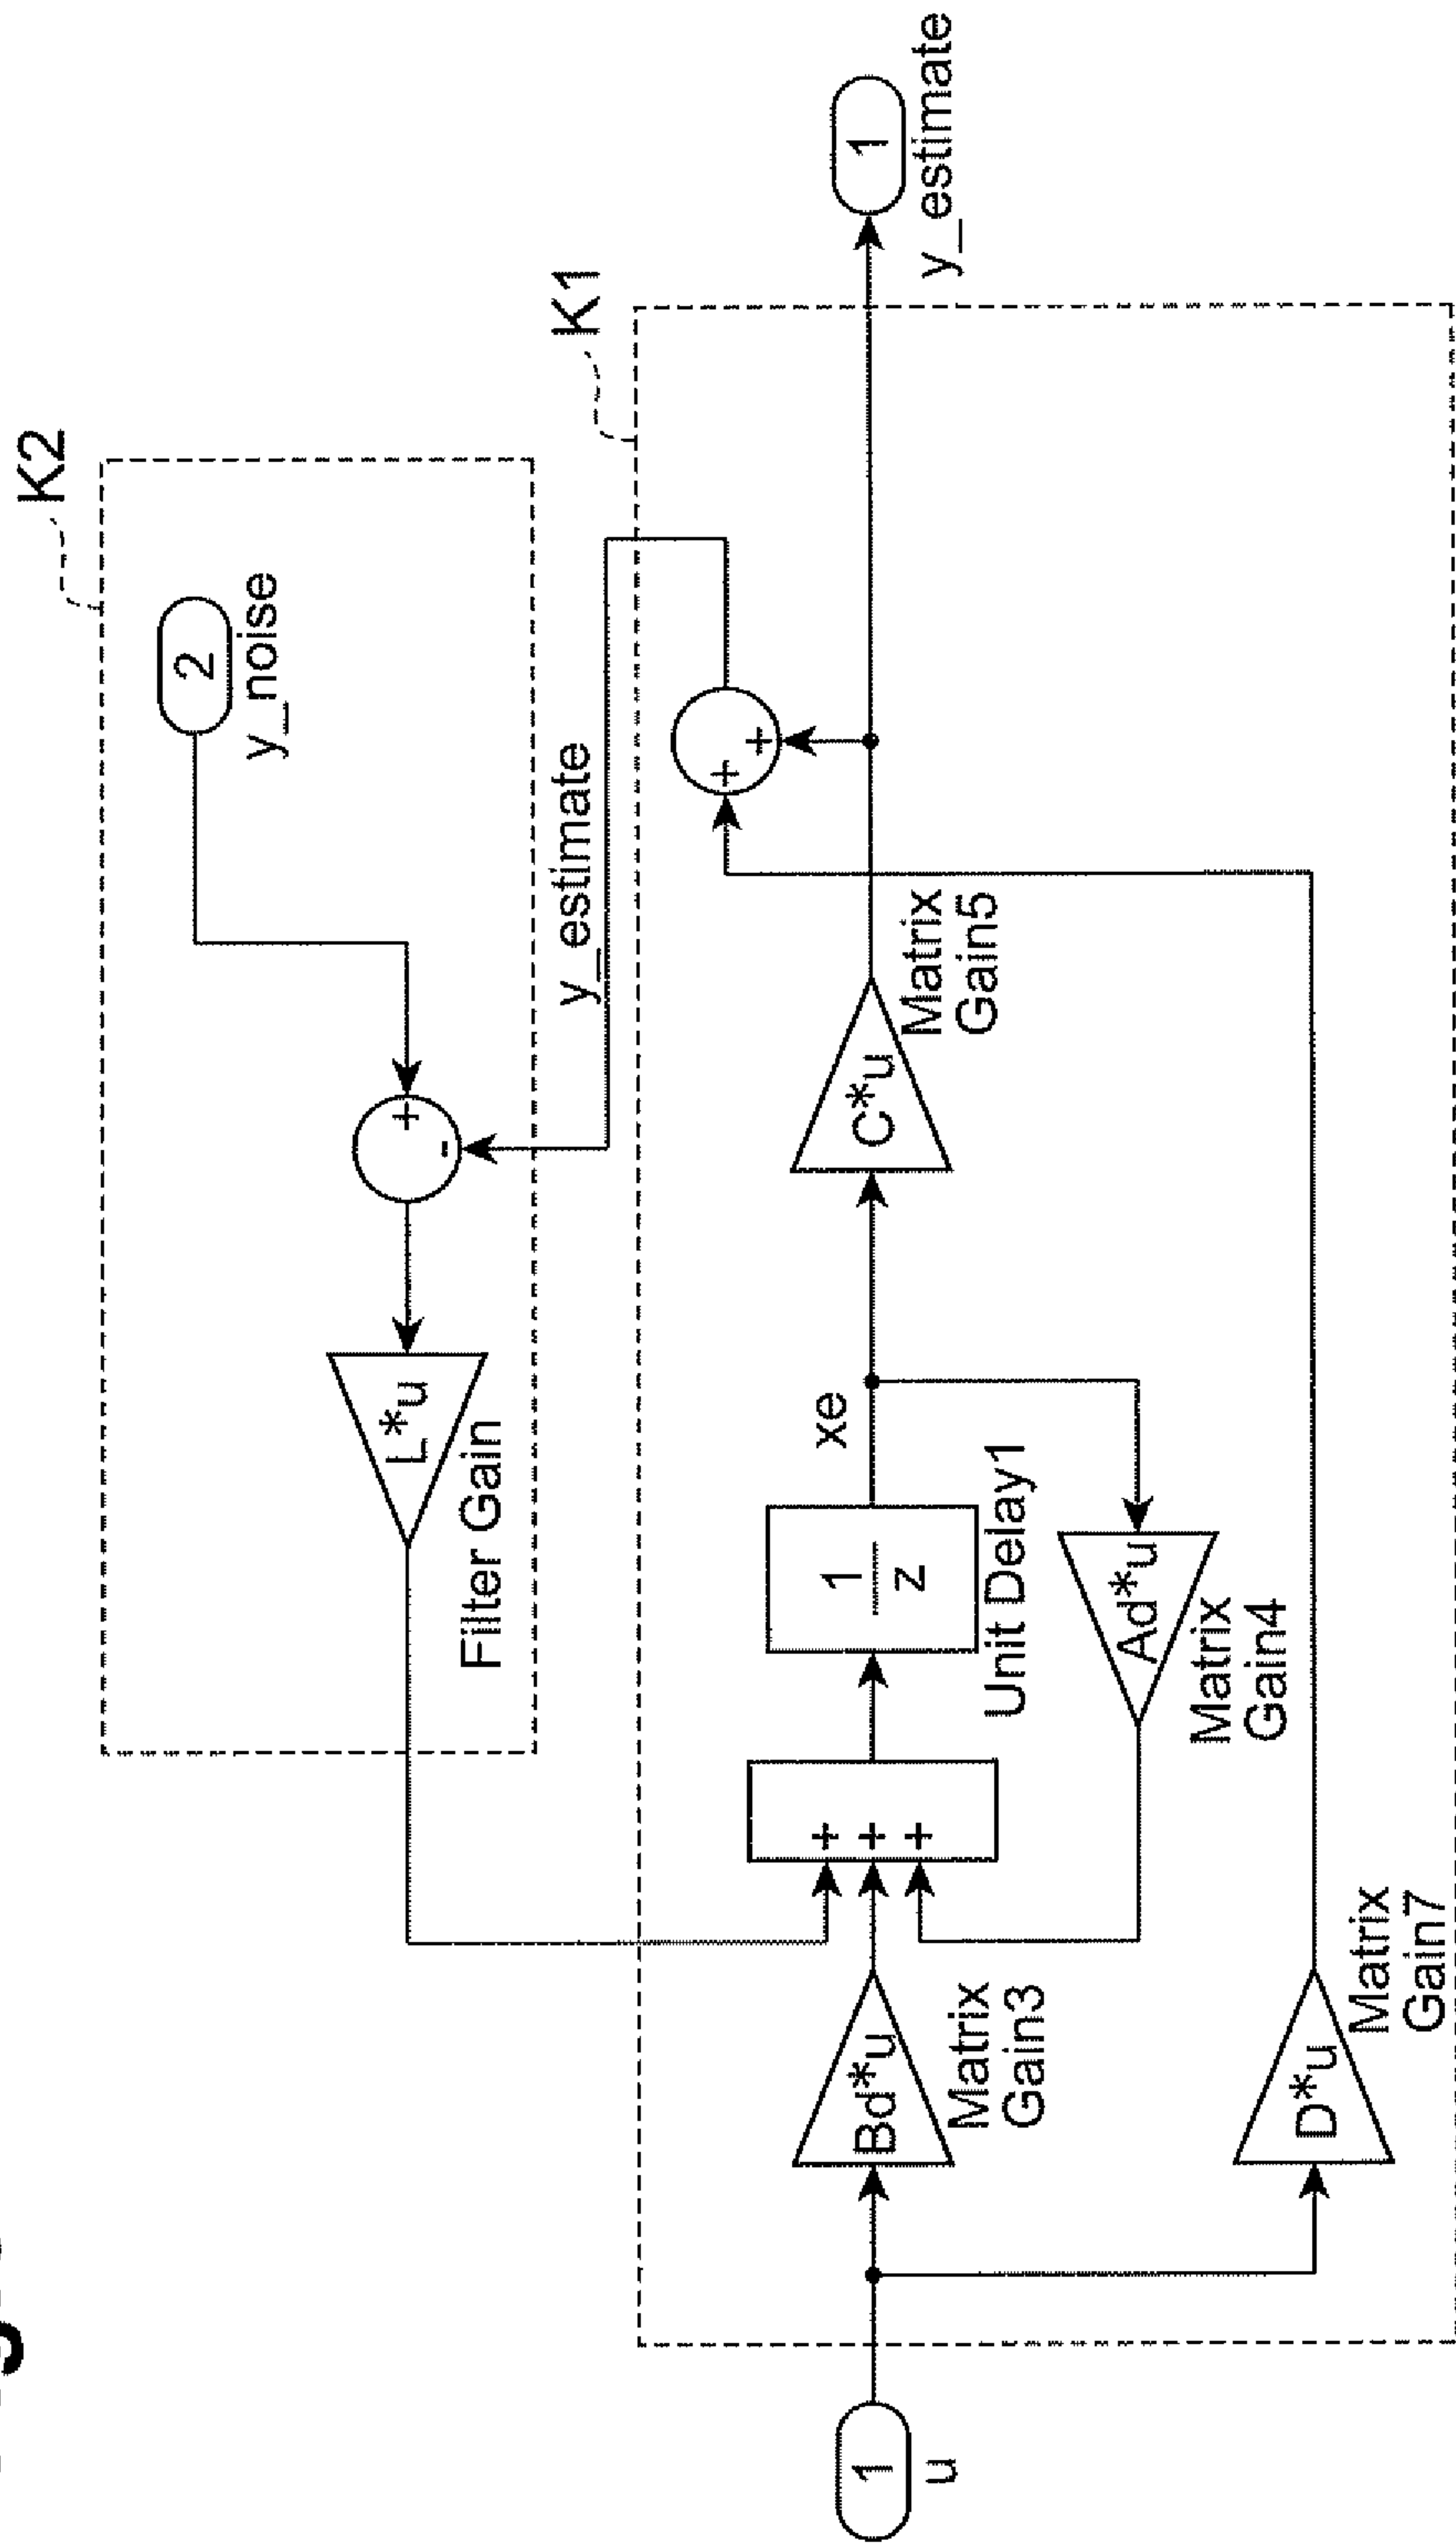 K2
2
y_noise
+
-
L*u
Filter Gain
y_estimate
K1
+
+
1
y_estimate
C*u
Matrix
Gain5
xe
1
z
Unit Delay1
Ad*u
Matrix
Gain4
+
+
+
Bd*u
Matrix
Gain3
D*u
Matrix
Gain7
1
u